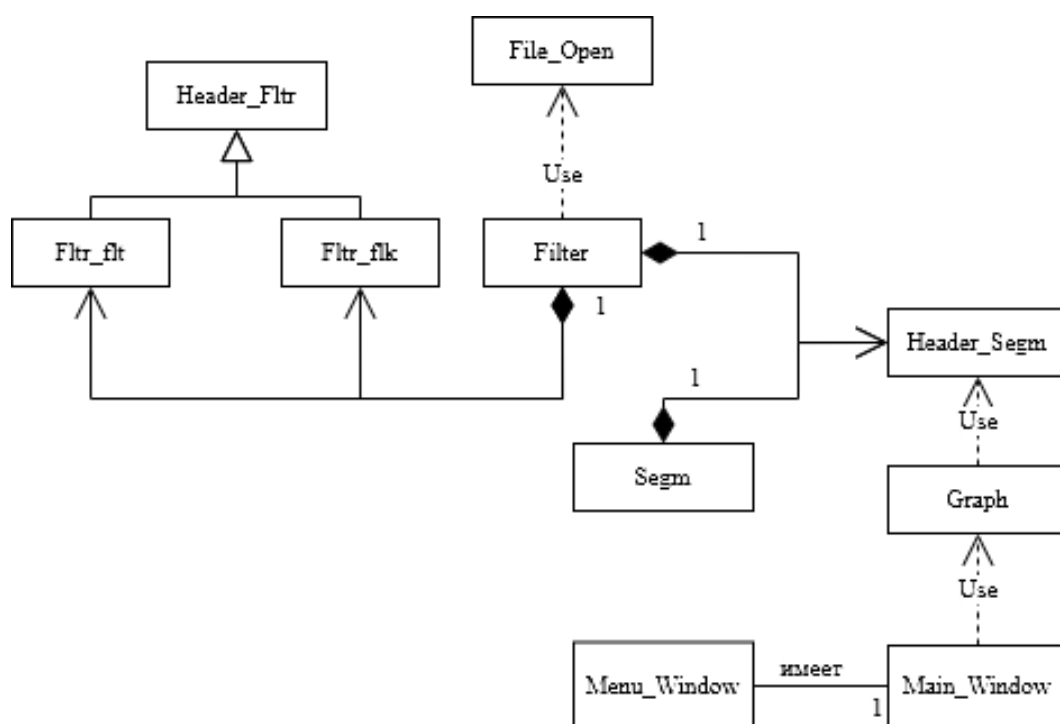 File_Open
Header_Fltr
Use
Fltr_flt
Fltr_flk
Filter
1
1
Header_Segm
1
Use
Segm
Graph
Use
Menu_Window
имеет
1
Main_Window